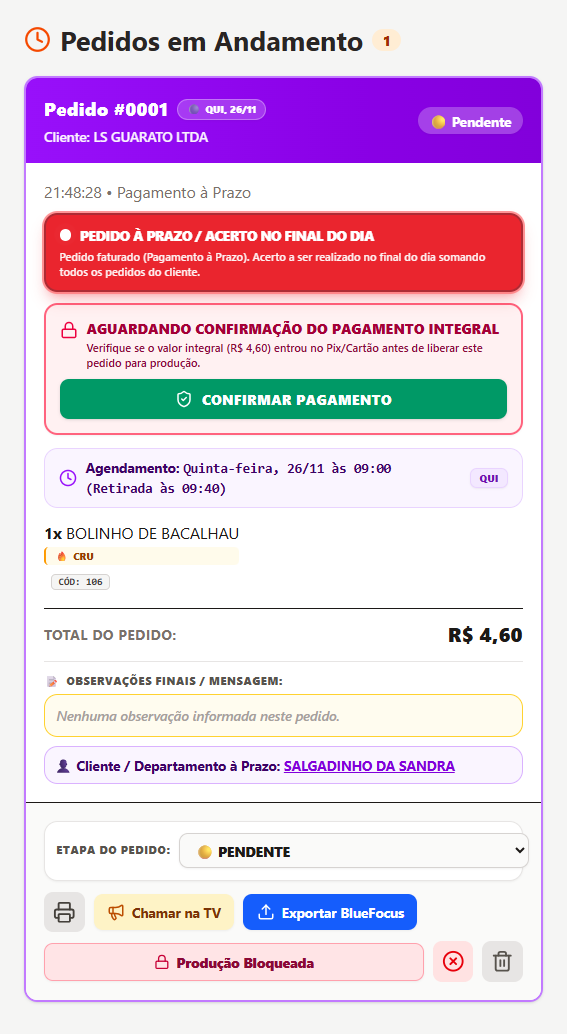 Pedidos em Andamento 1
Pedido #0001 QUI, 26/11
Cliente: LS GUARATO LTDA
Pendente
21:48:28 • Pagamento à Prazo
PEDIDO À PRAZO / ACERTO NO FINAL DO DIA
Pedido faturado (Pagamento à Prazo). Acerto a ser realizado no final do dia somando
todos os pedidos do cliente.
AGUARDANDO CONFIRMAÇÃO DO PAGAMENTO INTEGRAL
Verifique se o valor integral (R$ 4,60) entrou no Pix/Cartão antes de liberar este
pedido para produção.
CONFIRMAR PAGAMENTO
Agendamento: Quinta-feira, 26/11 às 09:00
(Retirada às 09:40)
QUI
1x BOLINHO DE BACALHAU
CRU
CÓD: 106
TOTAL DO PEDIDO: R$ 4,60
OBSERVAÇÕES FINAIS / MENSAGEM:
Nenhuma observação informada neste pedido.
Cliente / Departamento à Prazo: SALGADINHO DA SANDRA
ETAPA DO PEDIDO: PENDENTE
Chamar na TV Exportar BlueFocus
Produção Bloqueada